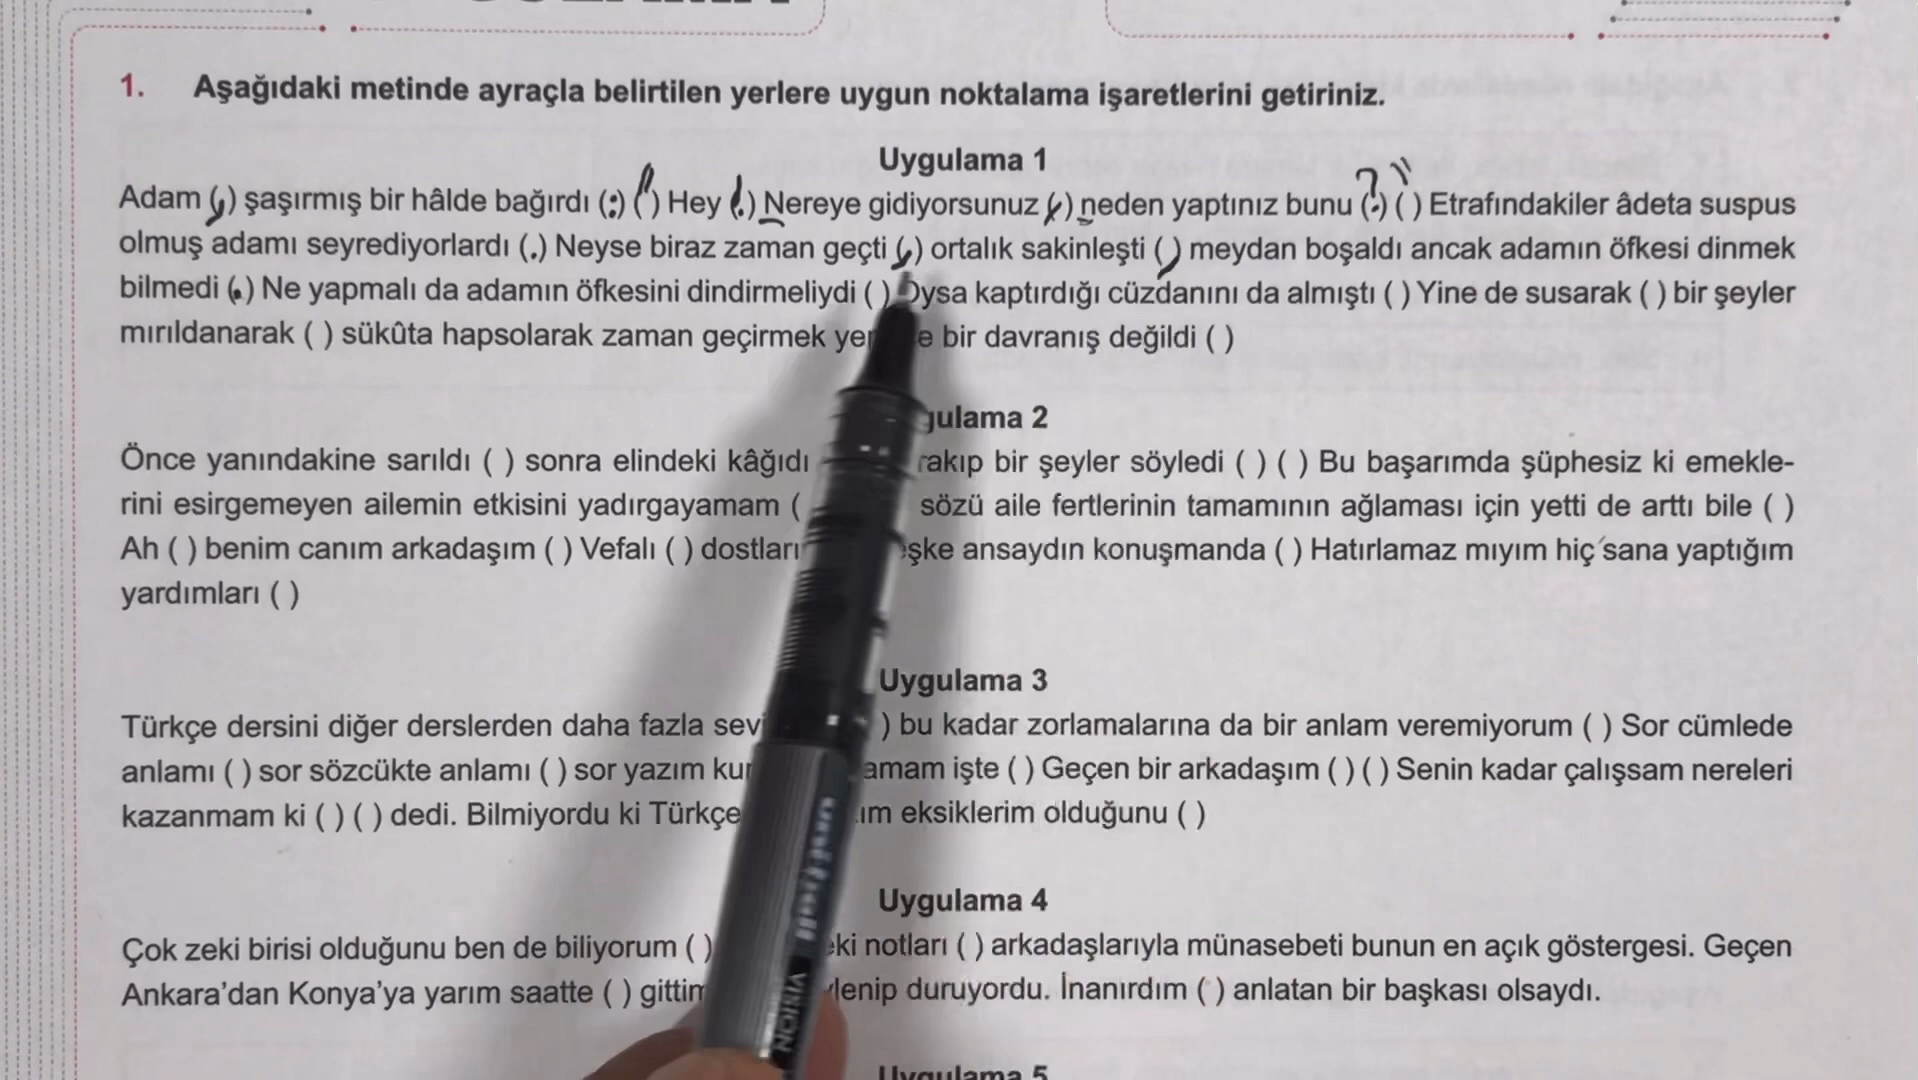 1. Aşağıdaki metinde ayraçla belirtilen yerlere uygun noktalama işaretlerini getiriniz.
Uygulama 1
Adam (,) şaşırmış bir hâlde bağırdı (:) (") Hey (!) Nereye gidiyorsunuz (,) neden yaptınız bunu (?) (") Etrafındakiler âdeta suspus
olmuş adamı seyrediyorlardı (.) Neyse biraz zaman geçti (,) ortalık sakinleşti (,) meydan boşaldı ancak adamın öfkesi dinmek
bilmedi (.) Ne yapmalı da adamın öfkesini dindirmeliydi ( ) Oysa kaptırdığı cüzdanını da almıştı ( ) Yine de susarak ( ) bir şeyler
mırıldanarak ( ) sükûta hapsolarak zaman geçirmek bir davranış değildi ( )
gulama 2
Önce yanındakine sarıldı ( ) sonra elindeki kâğıdı rakıp bir şeyler söyledi ( ) ( ) Bu başarımda şüphesiz ki emekle-
rini esirgemeyen ailemin etkisini yadırgayamam ( sözü aile fertlerinin tamamının ağlaması için yetti de arttı bile ( )
Ah ( ) benim canım arkadaşım ( ) Vefalı ( ) dostları eşke ansaydın konuşmanda ( ) Hatırlamaz mıyım hiç sana yaptığım
yardımları ( )
Uygulama 3
Türkçe dersini diğer derslerden daha fazla sevi ) bu kadar zorlamalarına da bir anlam veremiyorum ( ) Sor cümlede
anlamı ( ) sor sözcükte anlamı ( ) sor yazım ku amam işte ( ) Geçen bir arkadaşım ( ) ( ) Senin kadar çalışsam nereleri
kazanmam ki ( ) ( ) dedi. Bilmiyordu ki Türkçe ım eksiklerim olduğunu ( )
Uygulama 4
Çok zeki birisi olduğunu ben de biliyorum ( ) eki notları ( ) arkadaşlarıyla münasebeti bunun en açık göstergesi. Geçen
Ankara'dan Konya'ya yarım saatte ( ) gittim lenip duruyordu. İnanırdım ( ) anlatan bir başkası olsaydı.
Uygulama 5